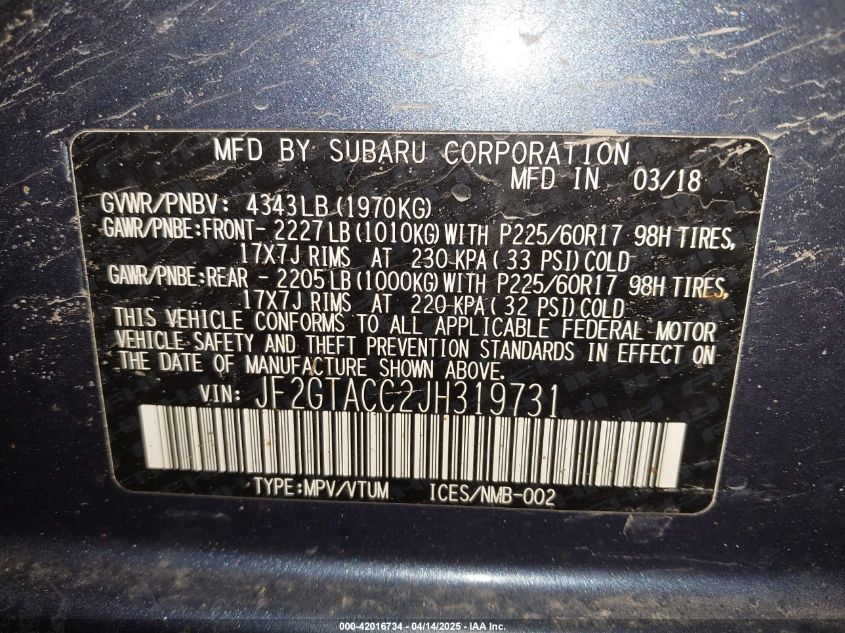 MFD BY SUBARU CORPORATION
MFD IN 03/18
GVWR/PNBV: 4343LB (1970KG)
GAWR/PNBE:FRONT- 2227LB (1010KG) WITH P225/60R17 98H TIRES,
17X7J RIMS AT 230 KPA ( 33 PSI) COLD
GAWR/PNBE:REAR - 2205LB (1000KG) WITH P225/60R17 98H TIRES,
17X7J RIMS AT 220 KPA ( 32 PSI) COLD
THIS VEHICLE CONFORMS TO ALL APPLICABLE FEDERAL MOTOR
VEHICLE SAFETY AND THEFT PREVENTION STANDARDS IN EFFECT ON
THE DATE OF MANUFACTURE SHOWN ABOVE.
VIN: JF2GTACC2JH319731
TYPE:MPV/VTUM ICES/NMB-002
000-42016734 - 04/14/2025 - IAA Inc.